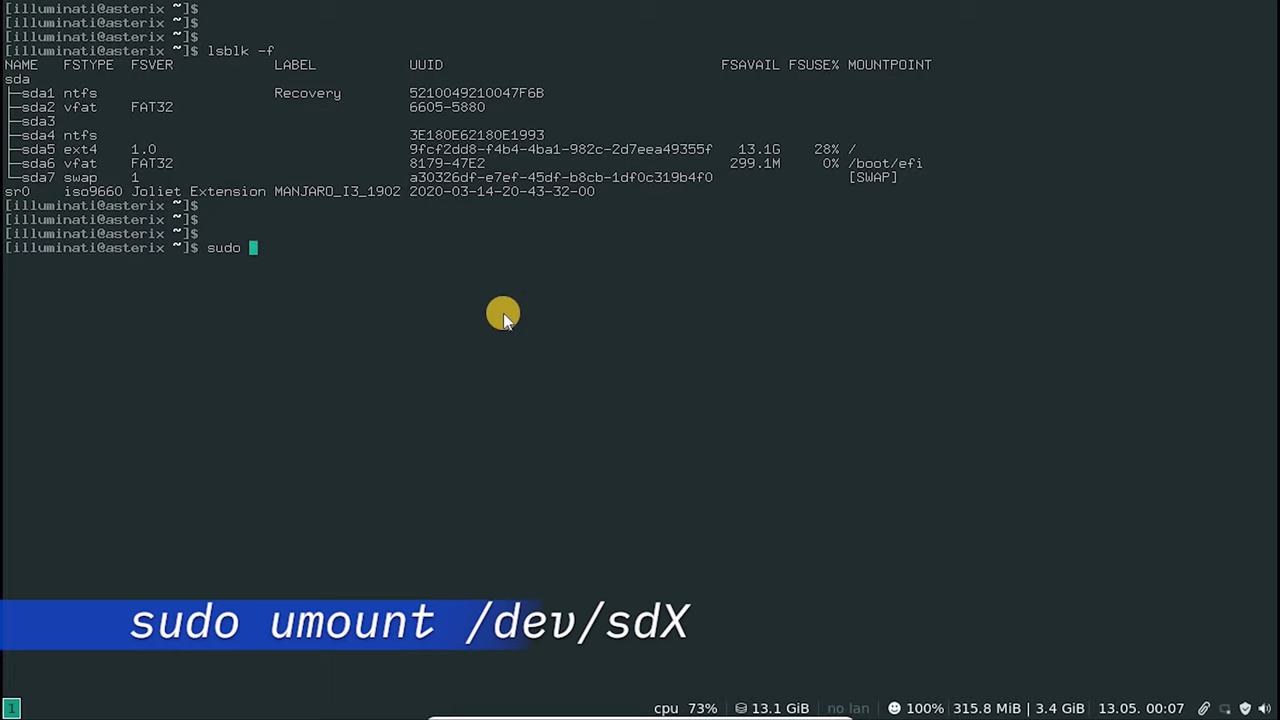 [illuminati@asterix ~]$
[illuminati@asterix ~]$
[illuminati@asterix ~]$
[illuminati@asterix ~]$ lsblk -f
NAME FSTYPE FSVER LABEL UUID FSAVAIL FSUSE% MOUNTPOINT
sda
├─sda1 ntfs Recovery 5210049210047F6B
├─sda2 vfat FAT32 6605-5880
├─sda3
├─sda4 ntfs 3E180E62180E1993
├─sda5 ext4 1.0 9fcf2dd8-f4b4-4ba1-982c-2d7eea49355f 13.1G 28% /
├─sda6 vfat FAT32 8179-47E2 299.1M 0% /boot/efi
└─sda7 swap 1 a30326df-e7ef-45df-b8cb-1df0c319b4f0 [SWAP]
sr0 iso9660 Joliet Extension MANJARO_I3_1902 2020-03-14-20-43-32-00
[illuminati@asterix ~]$
[illuminati@asterix ~]$
[illuminati@asterix ~]$
[illuminati@asterix ~]$ sudo
sudo umount /dev/sdX
1 cpu 73% 13.1 GiB no lan 100% 315.8 MiB | 3.4 GiB 13.05. 00:07